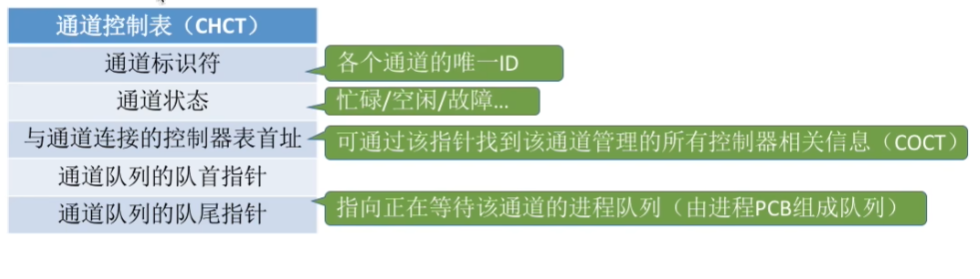 通道控制表（CHCT）
通道标识符
各个通道的唯一ID
通道状态
忙碌/空闲/故障...
与通道连接的控制器表首址
可通过该指针找到该通道管理的所有控制器相关信息（COCT）
通道队列的队首指针
通道队列的队尾指针
指向正在等待该通道的进程队列（由进程PCB组成队列）